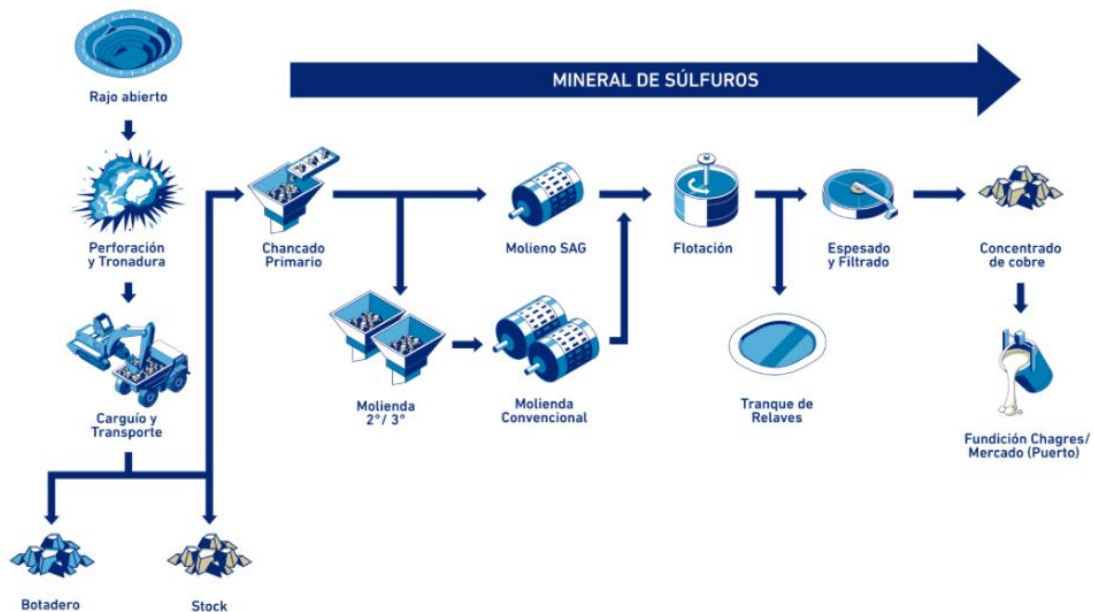 Rajo abierto
MINERAL DE SÚLFUROS
Perforación
y Tronadura
Chancado
Primario
Molieno SAG
Flotación
Espesado
y Filtrado
Concentrado
de cobre
Carguío y
Transporte
Molienda
2°/ 3°
Molienda
Convencional
Tranque de
Relaves
Fundición Chagres/
Mercado (Puerto)
Botadero
Stock